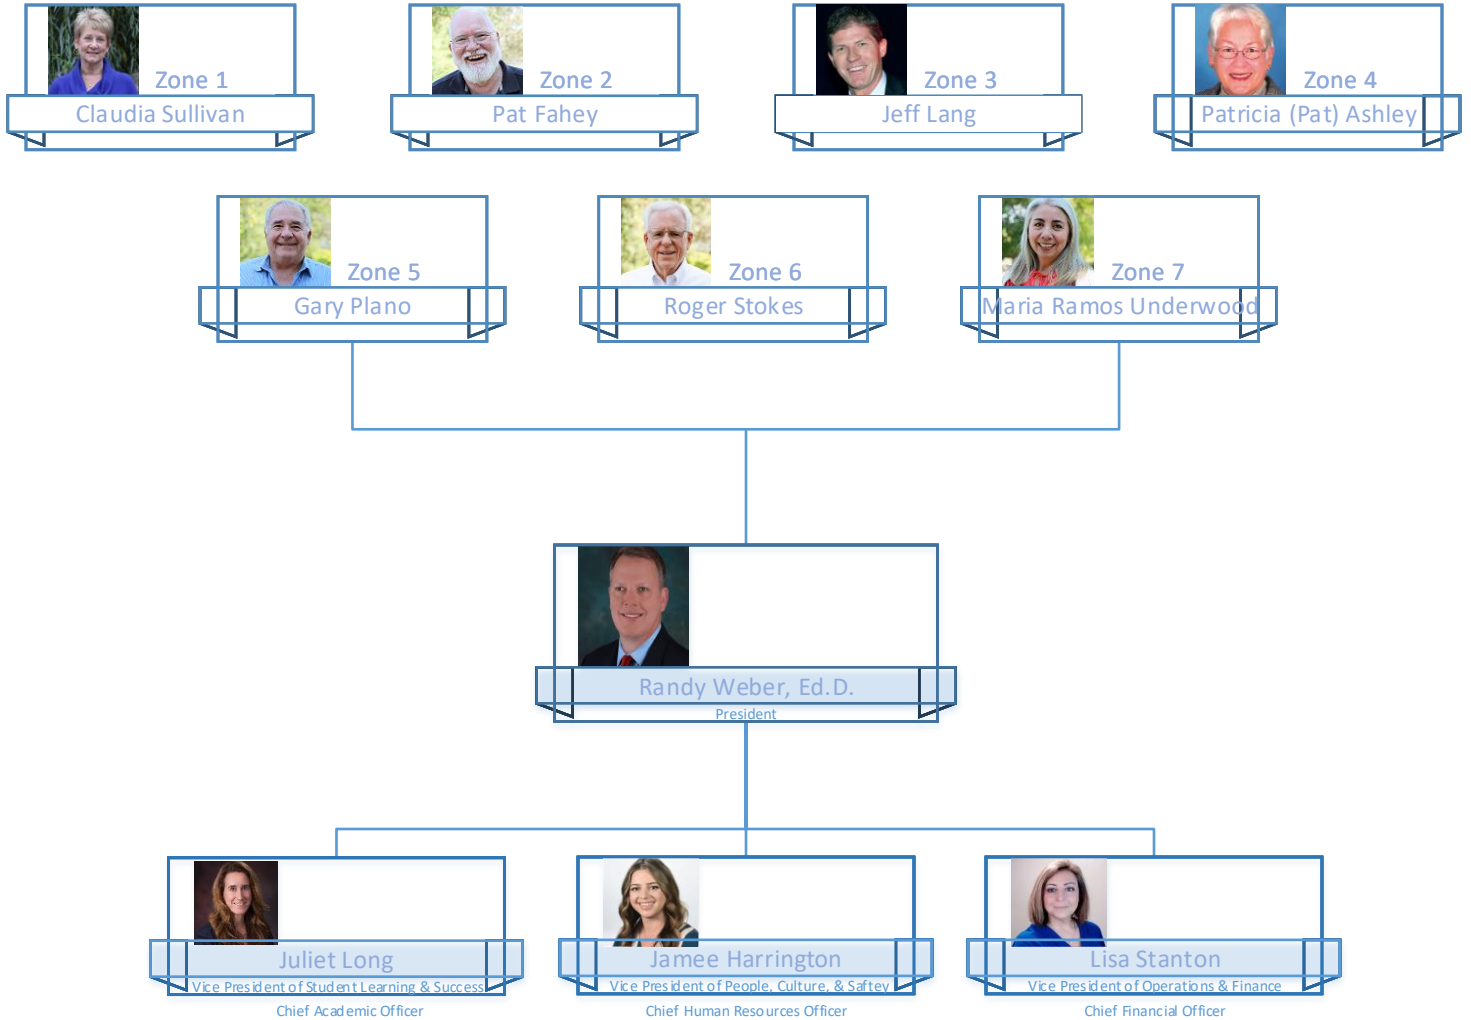 Zone 1
Claudia Sullivan
Zone 2
Pat Fahey
Zone 3
Jeff Lang
Zone 4
Patricia (Pat) Ashley
Zone 5
Gary Plano
Zone 6
Roger Stokes
Zone 7
Maria Ramos Underwood
Randy Weber, Ed.D.
President
Juliet Long
Vice President of Student Learning & Success
Chief Academic Officer
Jamee Harrington
Vice President of People, Culture, & Saftey
Chief Human Resources Officer
Lisa Stanton
Vice President of Operations & Finance
Chief Financial Officer